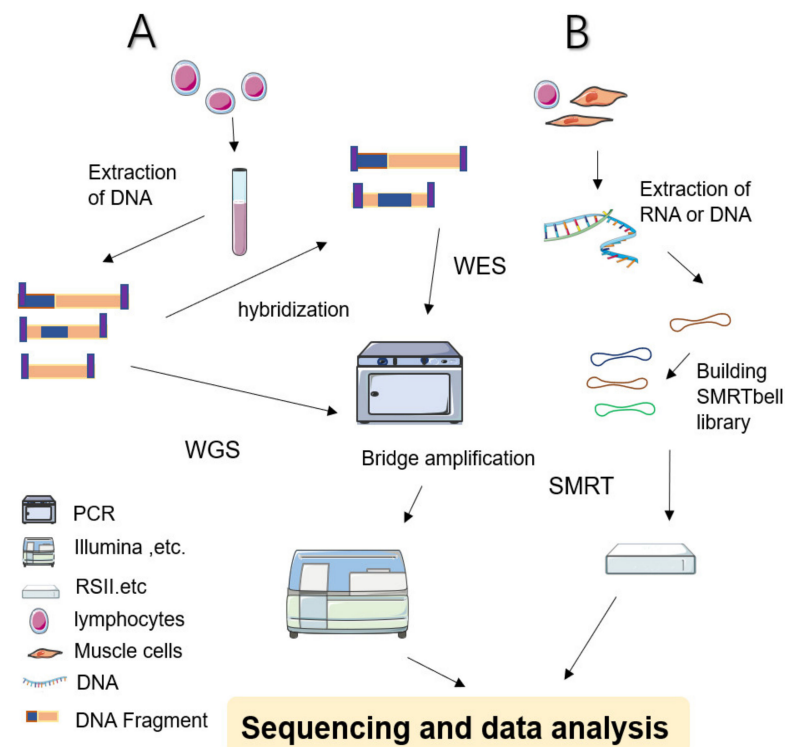 A
B
Extraction
of DNA
Extraction of
RNA or DNA
WES
hybridization
Building
SMRTbell
library
WGS
Bridge amplification
SMRT
PCR
Illumina ,etc.
RSII.etc
lymphocytes
Muscle cells
DNA
DNA Fragment
Sequencing and data analysis